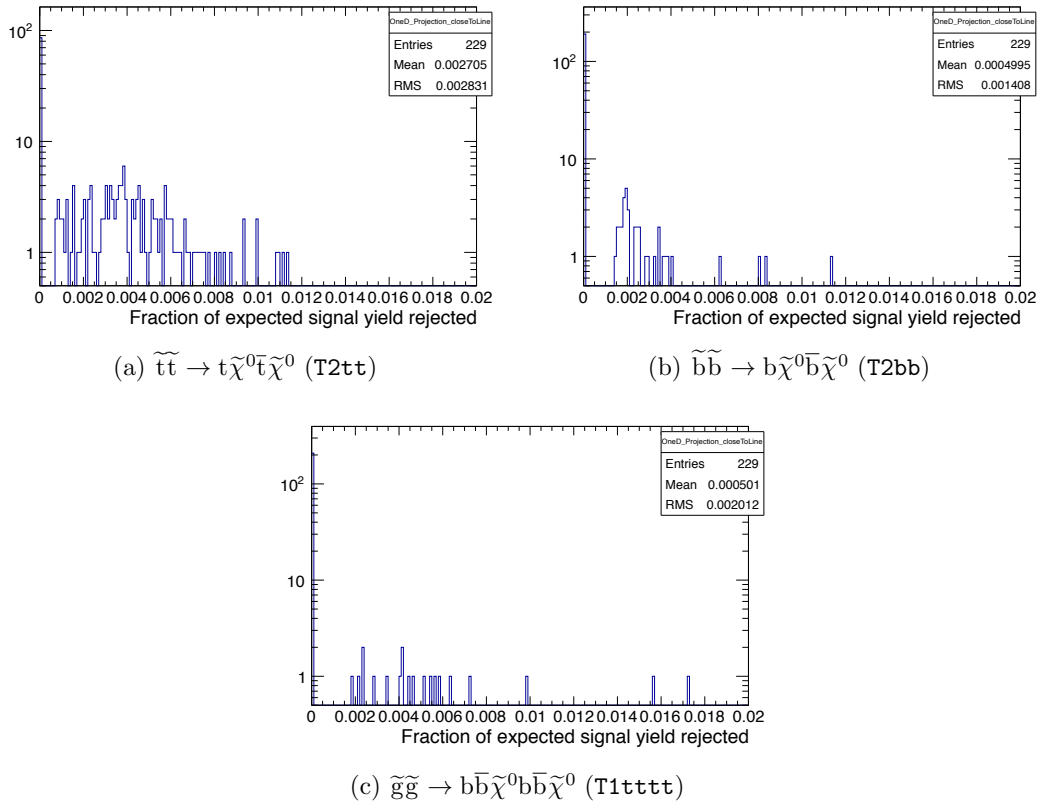 OneD_Projection_closeToLine
Entries 229
Mean 0.002705
RMS 0.002831
10²
10
1
0 0.002 0.004 0.006 0.008 0.01 0.012 0.014 0.016 0.018 0.02
Fraction of expected signal yield rejected
(a) t̃t̃ → tχ̃⁰t̅χ̃⁰ (T2tt)
OneD_Projection_closeToLine
Entries 229
Mean 0.0004995
RMS 0.001408
10²
10
1
0 0.002 0.004 0.006 0.008 0.01 0.012 0.014 0.016 0.018 0.02
Fraction of expected signal yield rejected
(b) b̃b̃ → bχ̃⁰b̅χ̃⁰ (T2bb)
OneD_Projection_closeToLine
Entries 229
Mean 0.000501
RMS 0.002012
10²
10
1
0 0.002 0.004 0.006 0.008 0.01 0.012 0.014 0.016 0.018 0.02
Fraction of expected signal yield rejected
(c) g̃g̃ → bb̅χ̃⁰bb̅χ̃⁰ (T1tttt)